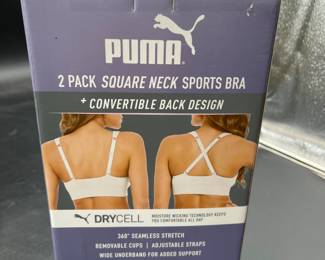 PUMA
2 PACK SQUARE NECK SPORTS BRA
+ CONVERTIBLE BACK DESIGN
DRYCELL
MOISTURE WICKING TECHNOLOGY KEEPS
YOU COMFORTABLE ALL DAY
360° SEAMLESS STRETCH
REMOVABLE CUPS | ADJUSTABLE STRAPS
WIDE UNDERBAND FOR ADDED SUPPORT